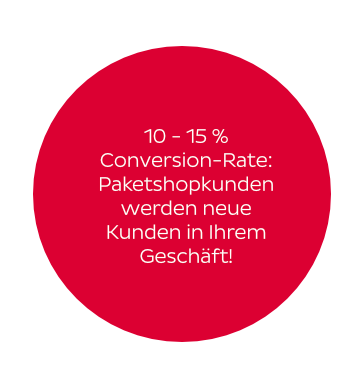 10 - 15 %
Conversion-Rate:
Paketshopkunden
werden neue
Kunden in Ihrem
Geschäft!